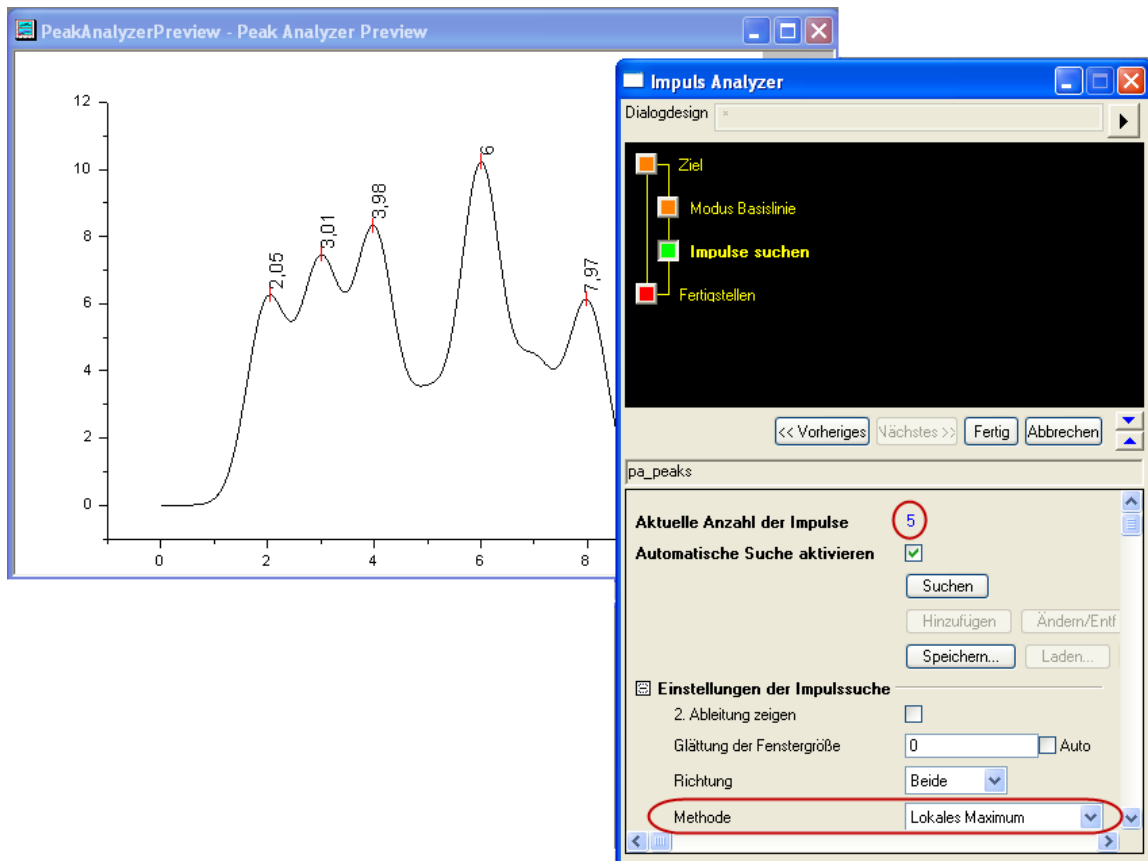 PeakAnalyzerPreview - Peak Analyzer Preview
12
10
8
6
4
2
0
0
2
4
6
8
2,05
3,01
3,98
6
7,97
Impuls Analyzer
Dialogdesign *
Ziel
Modus Basislinie
Impulse suchen
Fertigstellen
<< Vorheriges Nächstes >> Fertig Abbrechen
pa_peaks
Aktuelle Anzahl der Impulse 5
Automatische Suche aktivieren
Suchen
Hinzufügen Ändern/Entf
Speichern... Laden...
Einstellungen der Impulssuche
2. Ableitung zeigen
Glättung der Fenstergröße 0 Auto
Richtung Beide
Methode Lokales Maximum